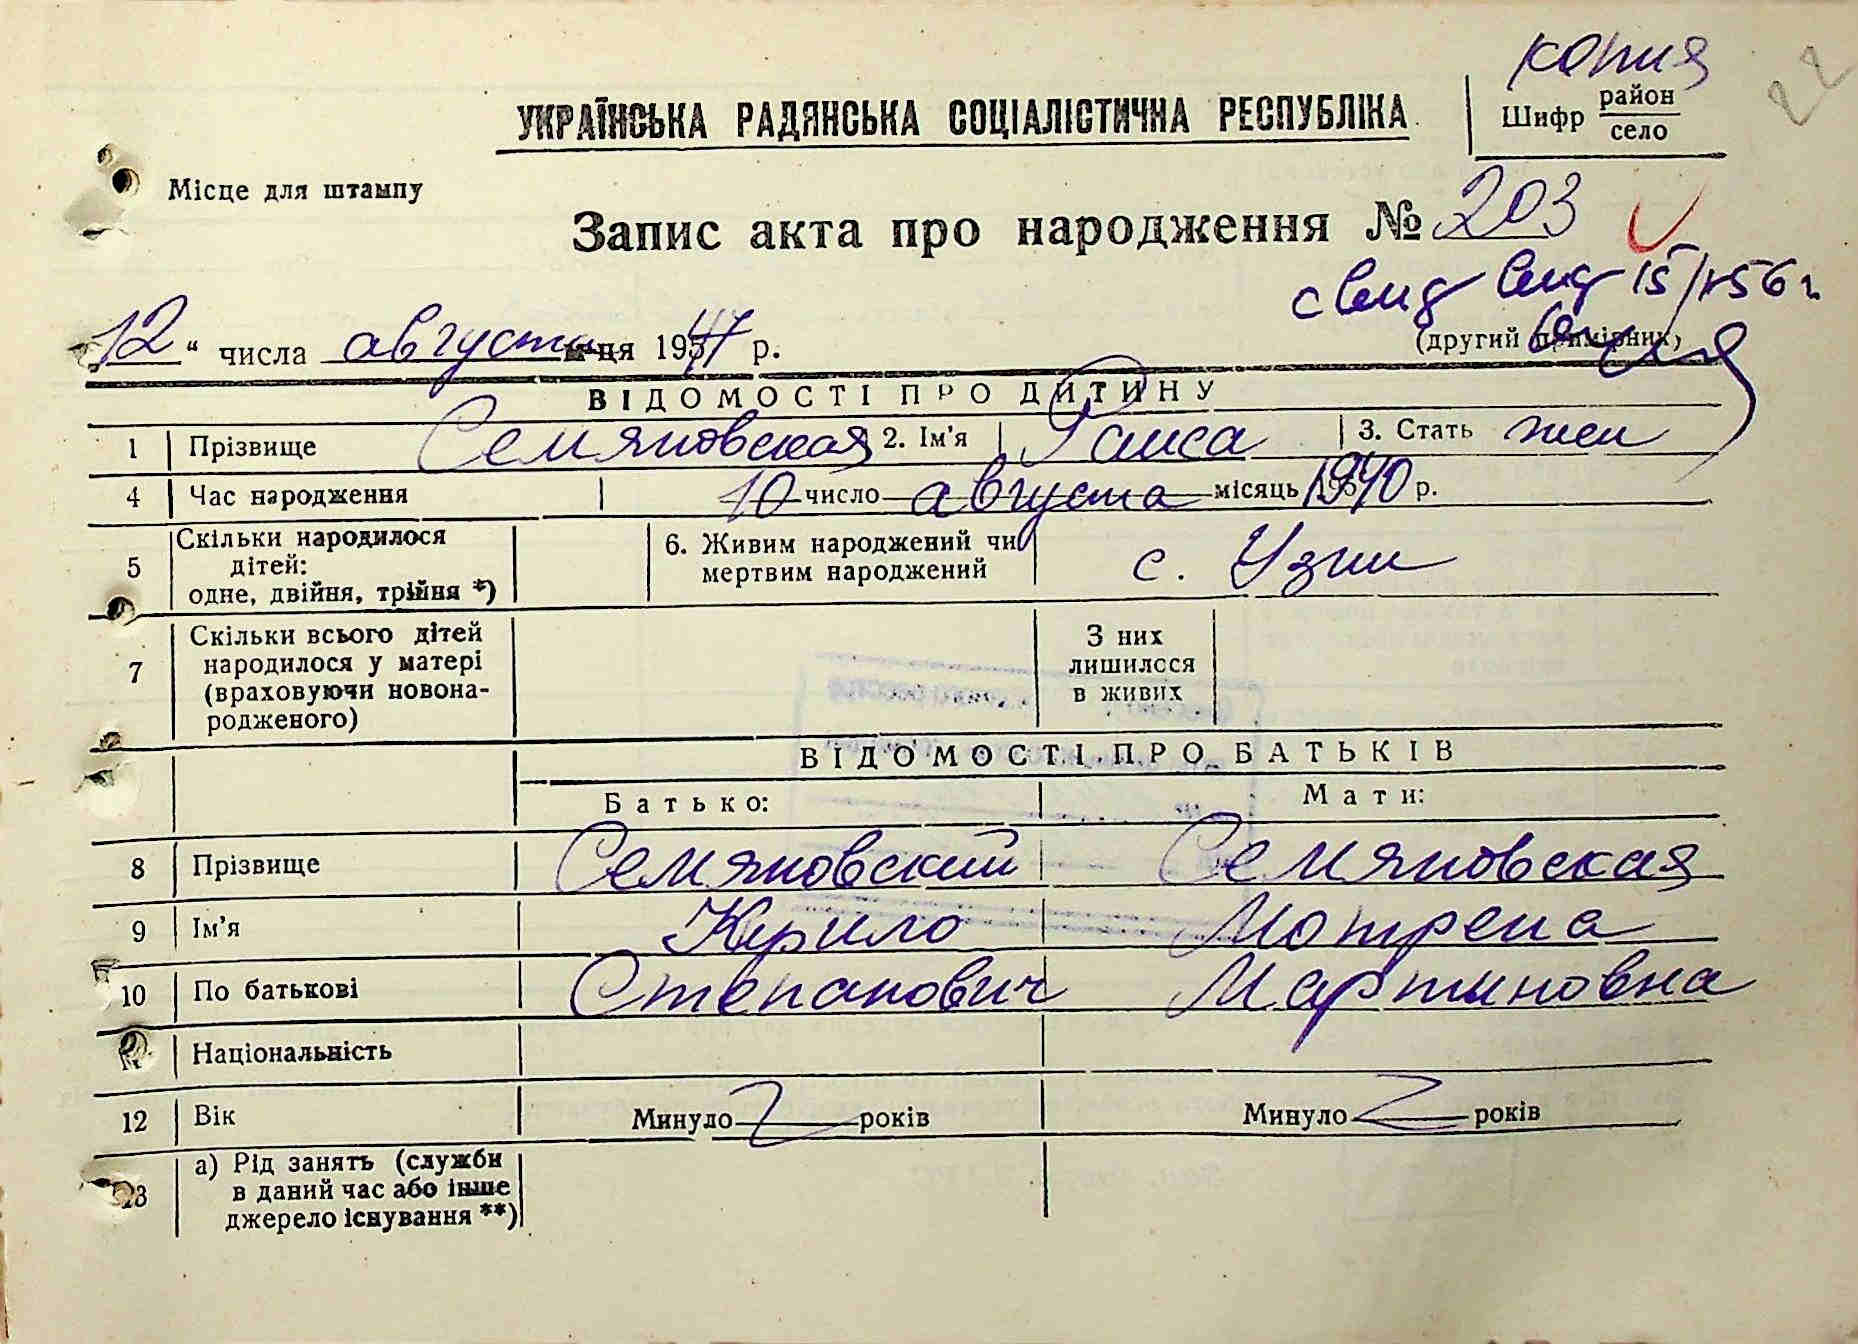 копия
22
УКРАЇНСЬКА РАДЯНСЬКА СОЦІАЛІСТИЧНА РЕСПУБЛІКА
Шифр район
село
Місце для штампу
Запис акта про народження № 203
свид выд 15/V-56 г
„12“ числа августа м-ця 1947 р. (другий примірник)
ВІДОМОСТІ ПРО ДИТИНУ
1 Прізвище Семяновская 2. Ім'я Раиса 3. Стать жен
4 Час народження 10 число августа місяць 1940 р.
5 Скільки народилося дітей: одне, двійня, трійня *) 6. Живим народжений чи мертвим народжений с. Узин
7 Скільки всього дітей народилося у матері (враховуючи новонародженого) З них лишилося в живих
ВІДОМОСТІ ПРО БАТЬКІВ
Батько: Мати:
8 Прізвище Семяновский Семяновская
9 Ім'я Кирило Мотрена
10 По батькові Степанович Мартиновна
Національність
12 Вік Минуло років Минуло років
13 а) Рід занять (служби в даний час або інше джерело існування **)